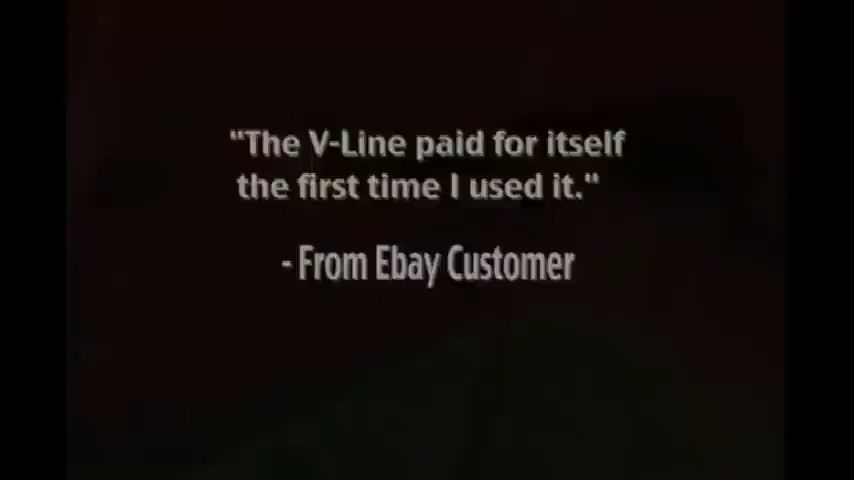 "The V-Line paid for itself
the first time I used it."
- From Ebay Customer